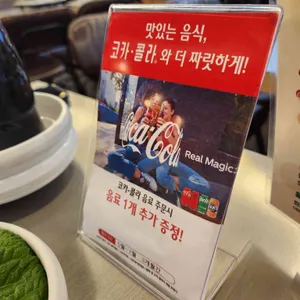 맛있는 음식,
코카·콜라, 와 더 짜릿하게!
Coca-Cola
Real Magic.
코카·콜라 음료 주문시
음료 1개 추가 증정!